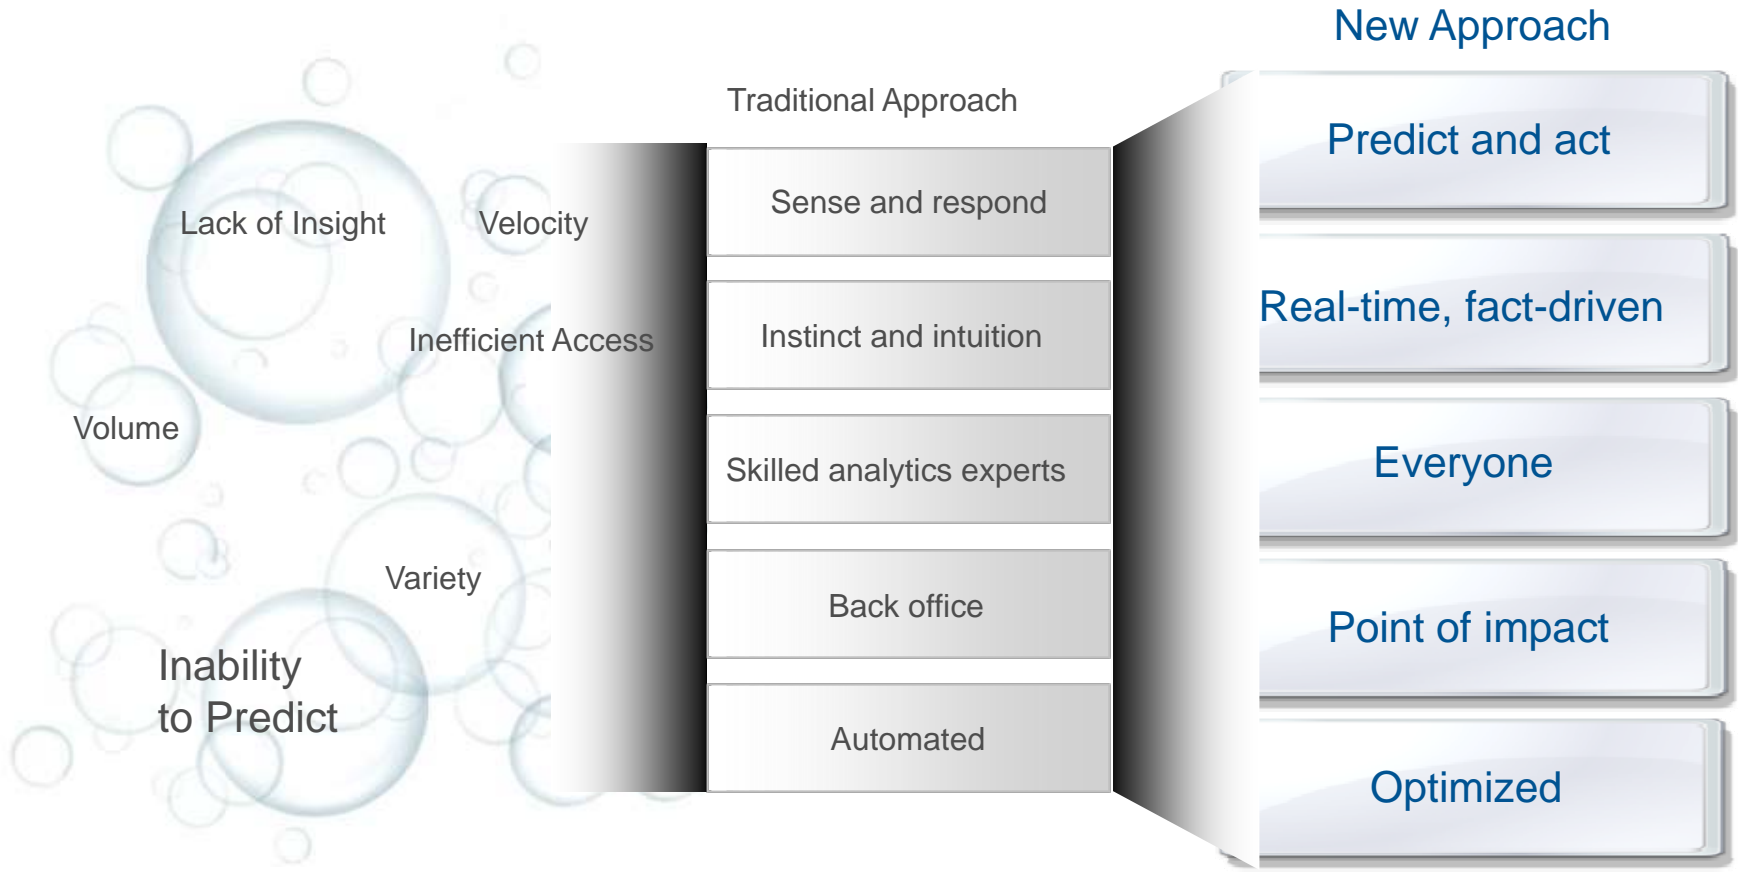 New Approach
Traditional Approach
Lack of Insight
Velocity
Inefficient Access
Volume
Variety
Inability
to Predict
Sense and respond
Instinct and intuition
Skilled analytics experts
Back office
Automated
Predict and act
Real-time, fact-driven
Everyone
Point of impact
Optimized